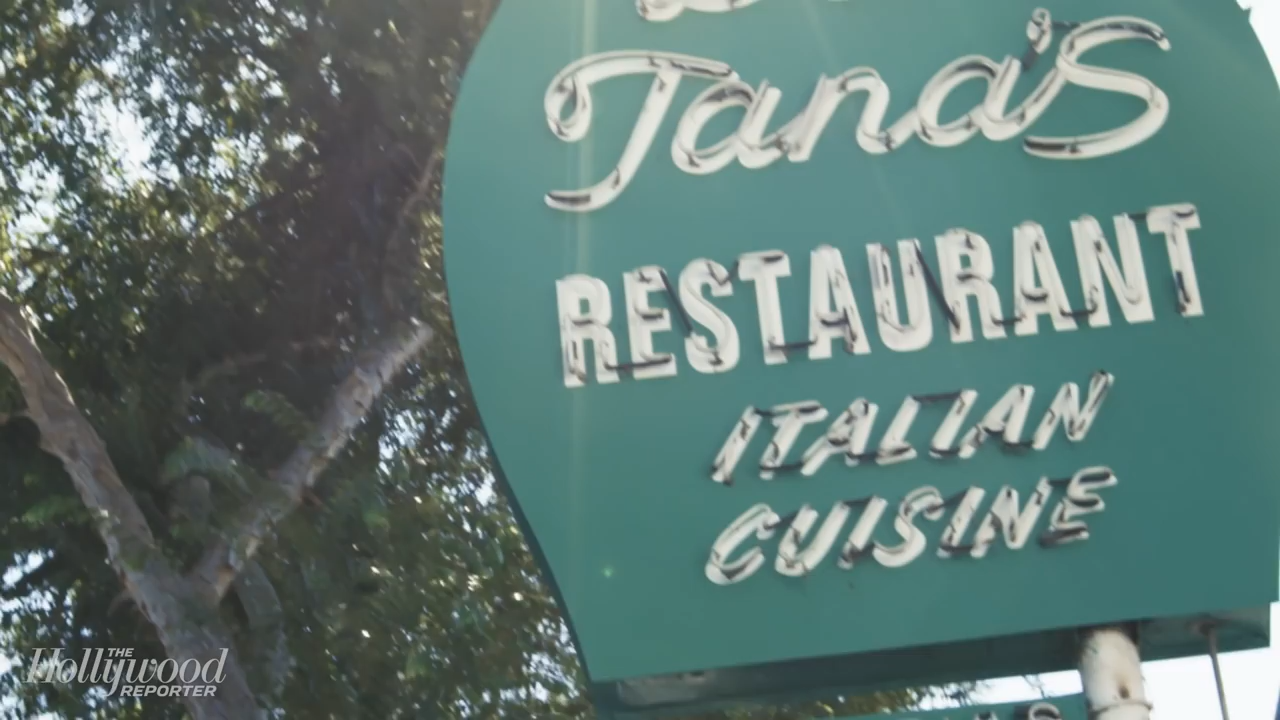 Tana's
RESTAURANT
ITALIAN
CUISINE
THE
Hollywood
REPORTER